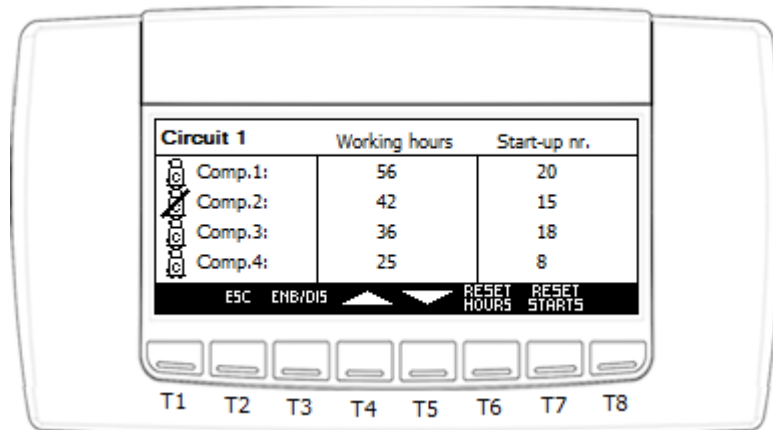 Circuit 1 Working hours Start-up nr.
Comp.1: 56 20
Comp.2: 42 15
Comp.3: 36 18
Comp.4: 25 8
ESC ENB/DIS RESET HOURS RESET STARTS
T1 T2 T3 T4 T5 T6 T7 T8